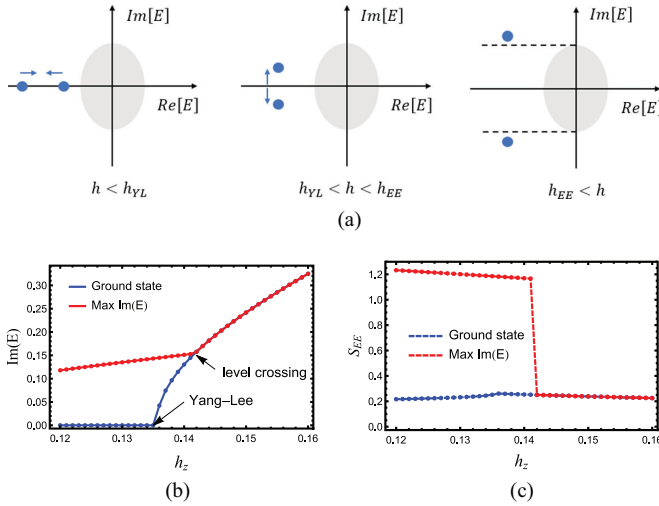 Im[E] Im[E] Im[E]
Re[E] Re[E] Re[E]
h < h_{YL} h_{YL} < h < h_{EE} h_{EE} < h
(a)
Im(E)
0.30
0.25
0.20
0.15
0.10
0.05
0.00
Ground state
Max Im(E)
level crossing
Yang–Lee
0.12 0.13 0.14 0.15 0.16
h_z
(b)
S_{EE}
1.2
1.0
0.8
0.6
0.4
0.2
0.0
Ground state
Max Im(E)
0.12 0.13 0.14 0.15 0.16
h_z
(c)